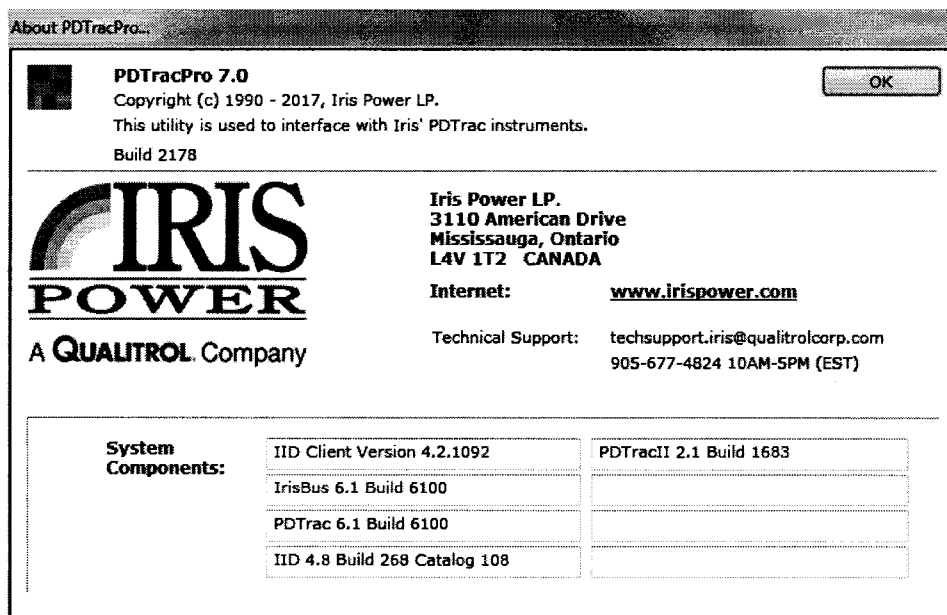 About PDTracPro...
PDTracPro 7.0
OK
Copyright (c) 1990 - 2017, Iris Power LP.
This utility is used to interface with Iris' PDTrac instruments.
Build 2178
IRIS
POWER
A QUALITROL Company
Iris Power LP.
3110 American Drive
Mississauga, Ontario
L4V 1T2 CANADA
Internet: www.irispower.com
Technical Support: techsupport.iris@qualitrolcorp.com
905-677-4824 10AM-5PM (EST)
System Components:
IID Client Version 4.2.1092
PDTracII 2.1 Build 1683
IrisBus 6.1 Build 6100
PDTrac 6.1 Build 6100
IID 4.8 Build 268 Catalog 108